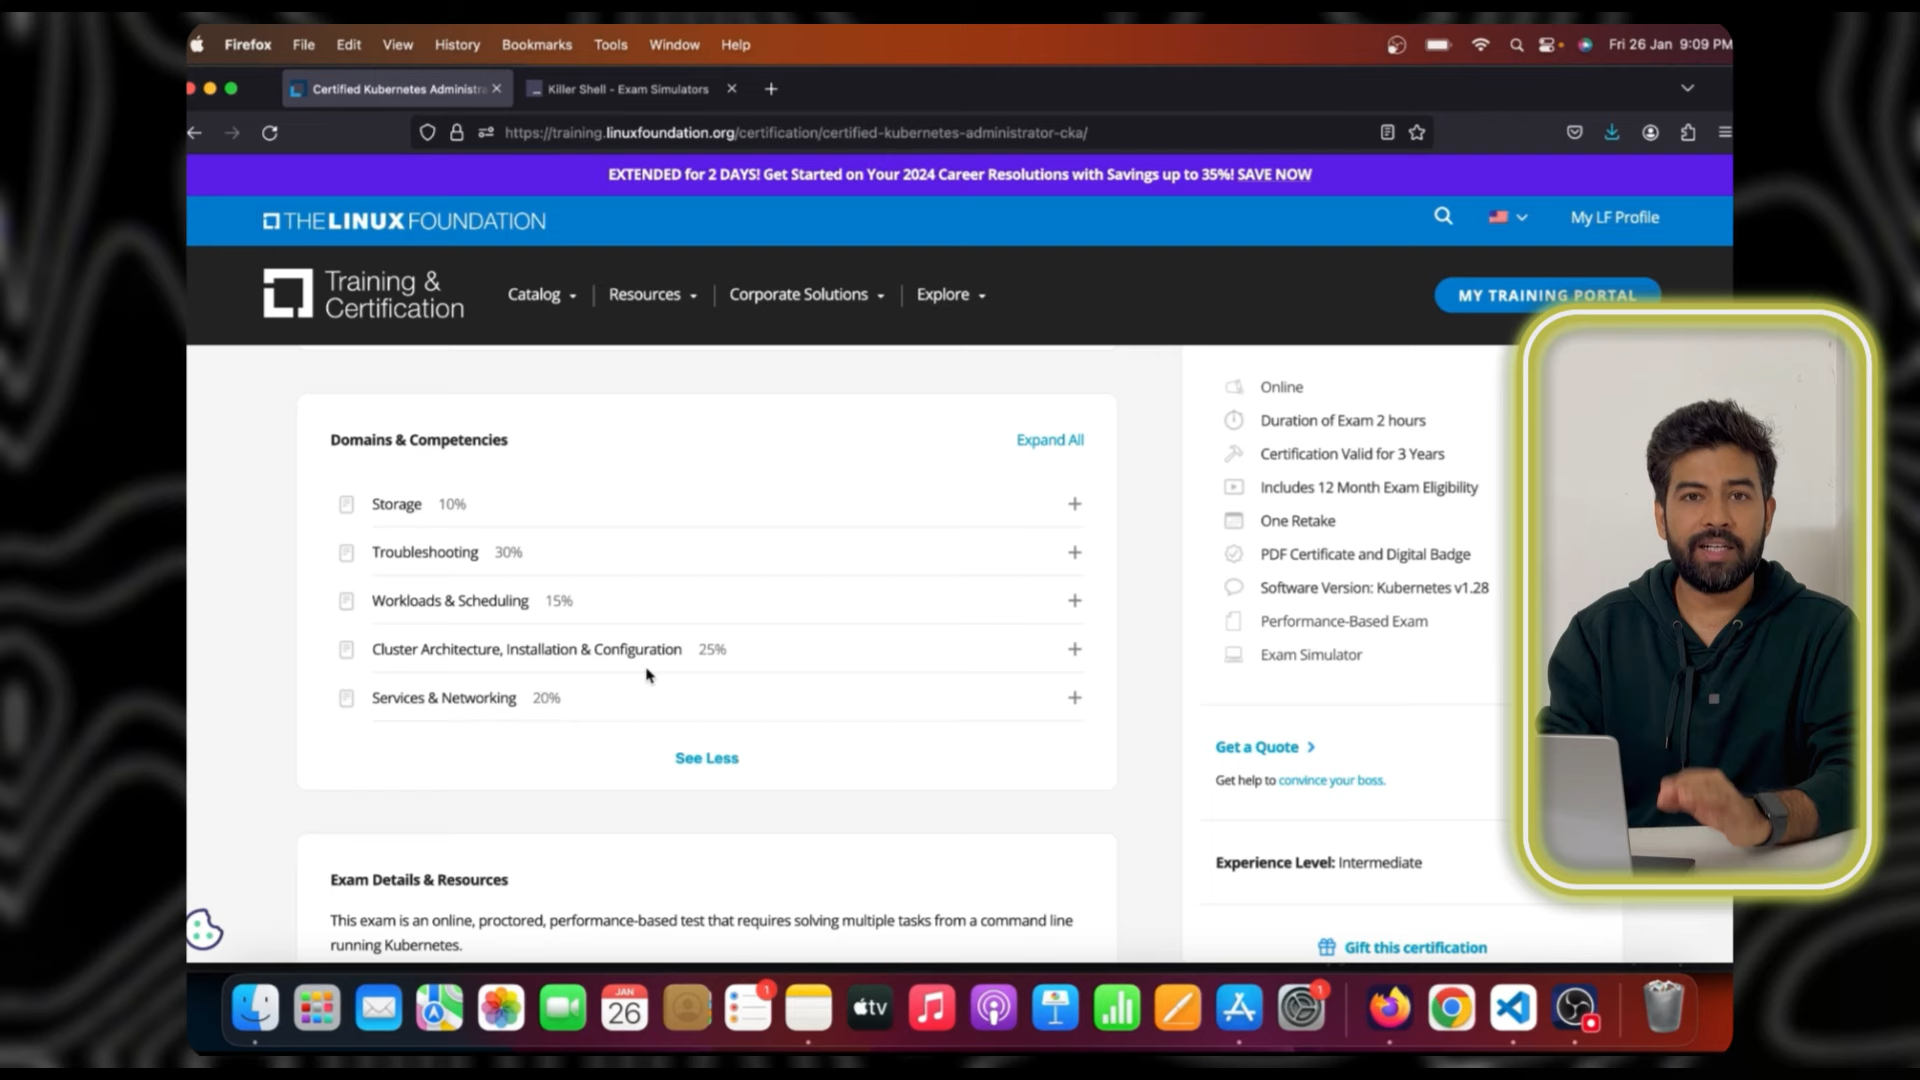 Firefox File Edit View History Bookmarks Tools Window Help Fri 26 Jan 9:09 PM
Certified Kubernetes Administra Killer Shell - Exam Simulators
https://training.linuxfoundation.org/certification/certified-kubernetes-administrator-cka/
EXTENDED for 2 DAYS! Get Started on Your 2024 Career Resolutions with Savings up to 35%! SAVE NOW
THE LINUX FOUNDATION My LF Profile
Training &
Certification
Catalog Resources Corporate Solutions Explore MY TRAINING PORTAL
Domains & Competencies Expand All
Storage 10%
Troubleshooting 30%
Workloads & Scheduling 15%
Cluster Architecture, Installation & Configuration 25%
Services & Networking 20%
See Less
Exam Details & Resources
This exam is an online, proctored, performance-based test that requires solving multiple tasks from a command line
running Kubernetes.
Online
Duration of Exam 2 hours
Certification Valid for 3 Years
Includes 12 Month Exam Eligibility
One Retake
PDF Certificate and Digital Badge
Software Version: Kubernetes v1.28
Performance-Based Exam
Exam Simulator
Get a Quote
Get help to convince your boss.
Experience Level: Intermediate
Gift this certification
JAN
26
1
tv
1